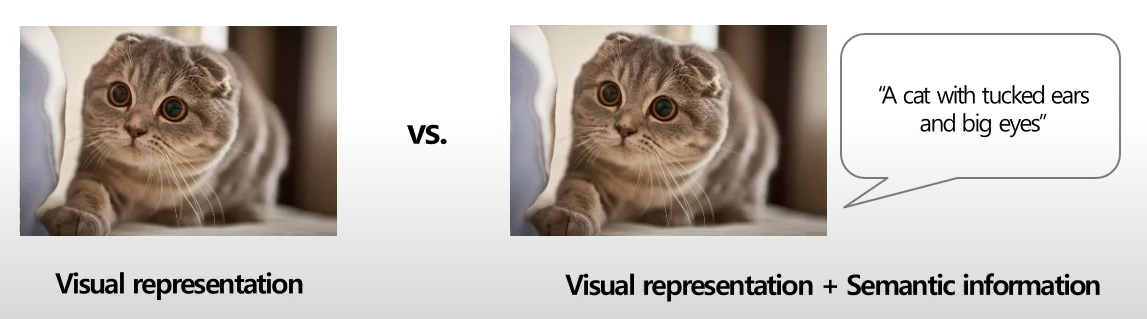 vs.
"A cat with tucked ears
and big eyes"
Visual representation
Visual representation + Semantic information